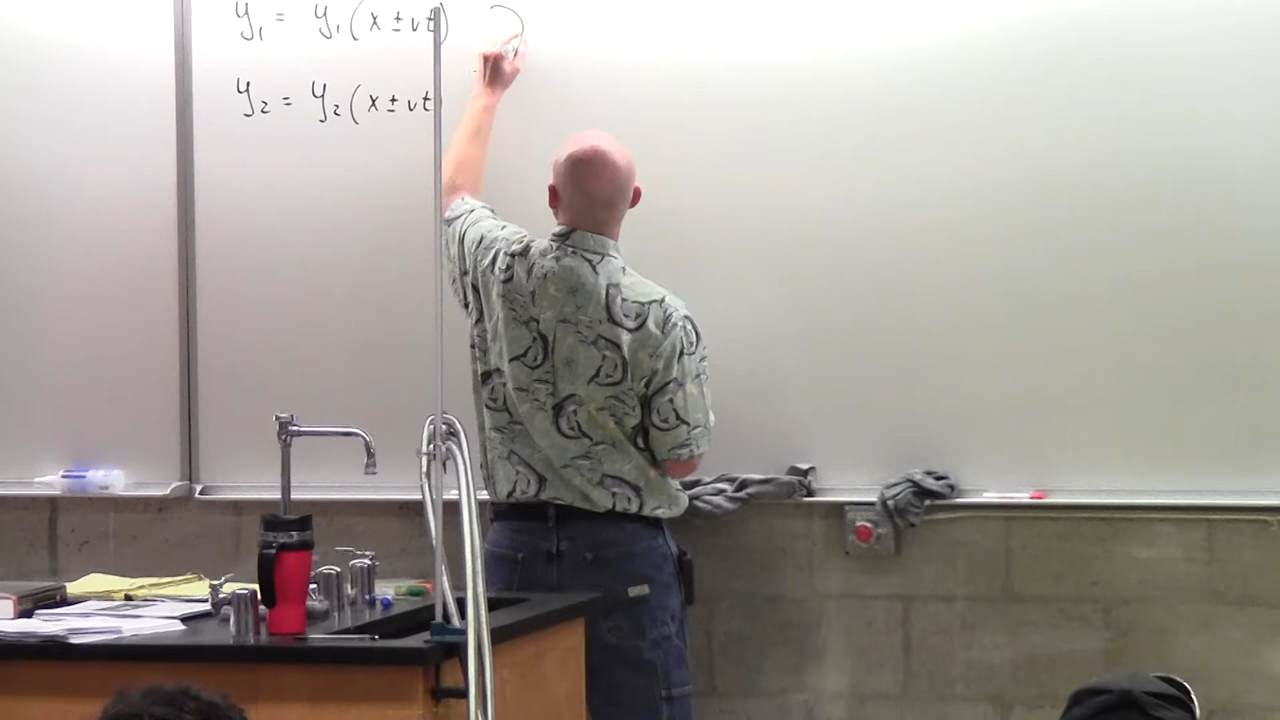 y₁ = y₁(x ± vt)
y₂ = y₂(x ± vt